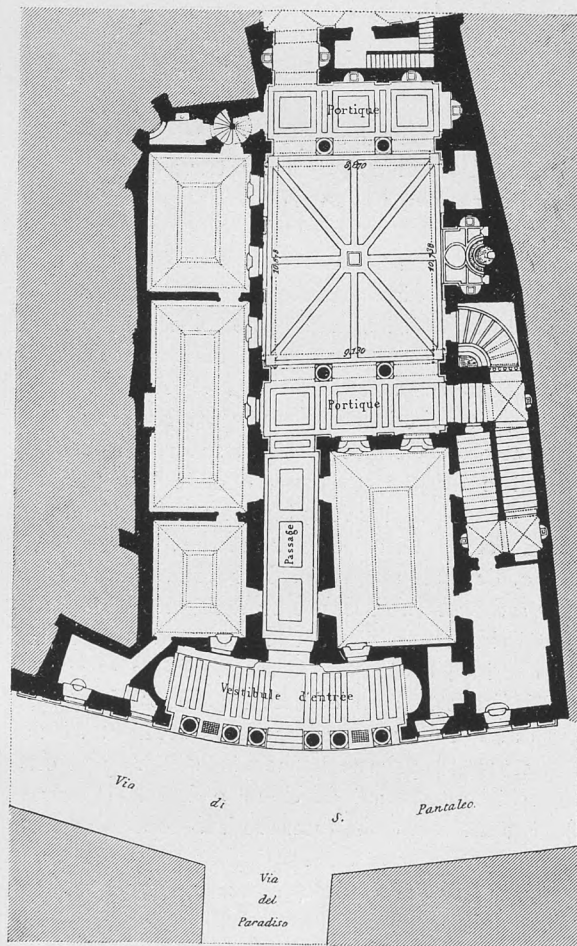 Portique
Portique
Passage
Vestibule d'entrée
Via di S. Pantaleo.
Via
del
Paradiso